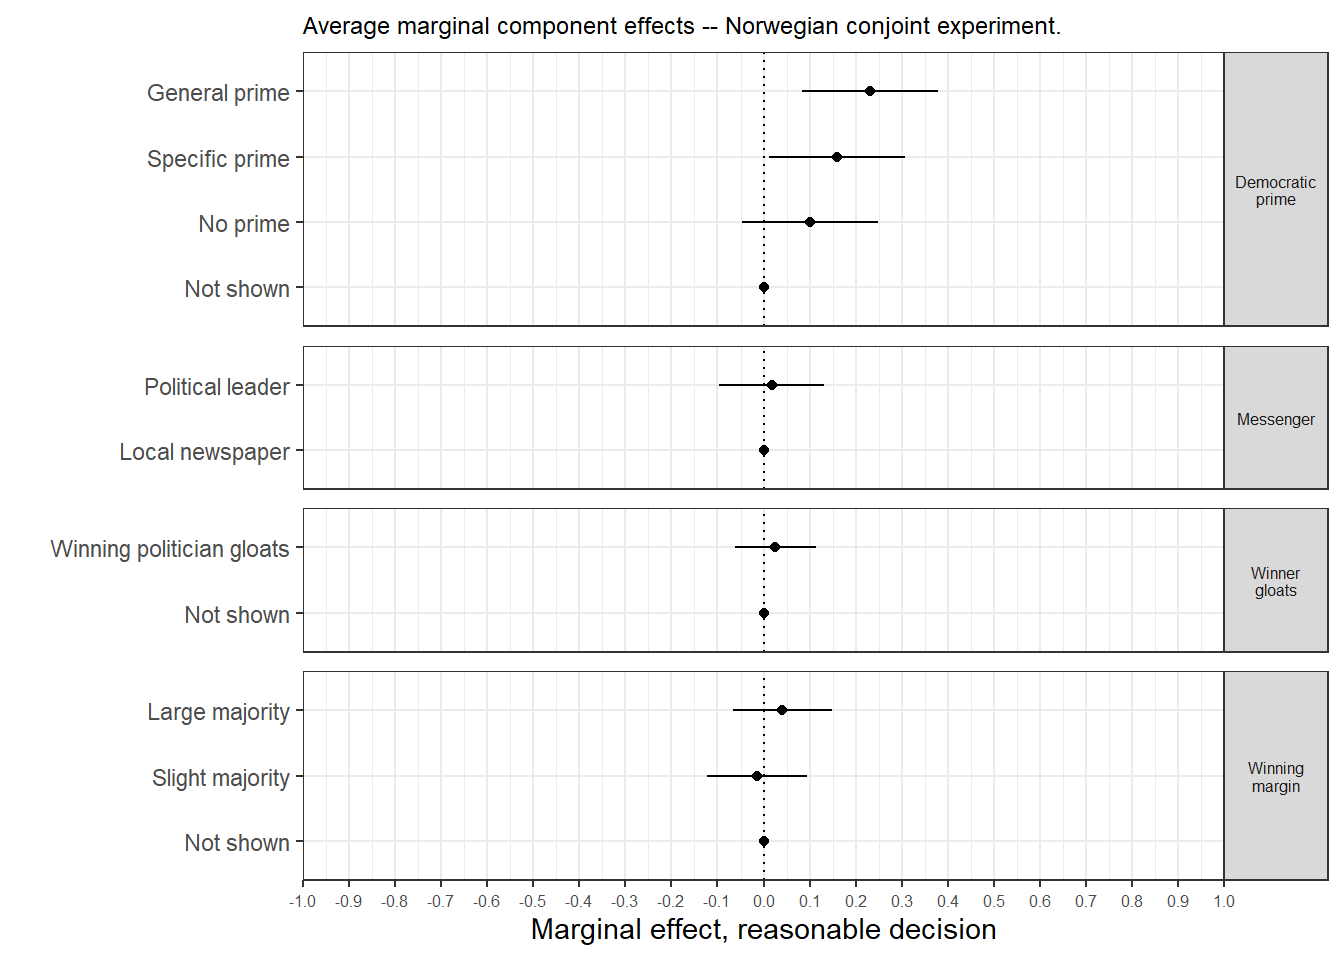 Average marginal component effects -- Norwegian conjoint experiment.
General prime
Specific prime
No prime
Not shown
Democratic
prime
Political leader
Local newspaper
Messenger
Winning politician gloats
Not shown
Winner
gloats
Large majority
Slight majority
Not shown
Winning
margin
-1.0 -0.9 -0.8 -0.7 -0.6 -0.5 -0.4 -0.3 -0.2 -0.1 0.0 0.1 0.2 0.3 0.4 0.5 0.6 0.7 0.8 0.9 1.0
Marginal effect, reasonable decision